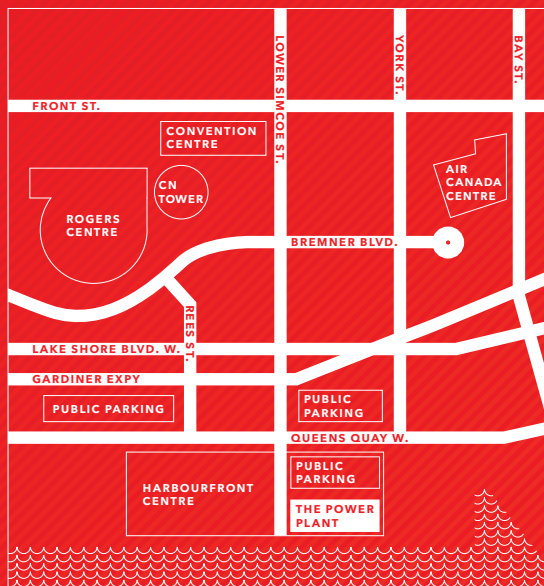 LOWER SIMCOE ST.
YORK ST.
BAY ST.
FRONT ST.
CONVENTION
CENTRE
CN
TOWER
AIR
CANADA
CENTRE
ROGERS
CENTRE
BREMNER BLVD.
REES ST.
LAKE SHORE BLVD. W.
GARDINER EXPY
PUBLIC PARKING
PUBLIC
PARKING
QUEENS QUAY W.
PUBLIC
PARKING
HARBOURFRONT
CENTRE
THE POWER
PLANT